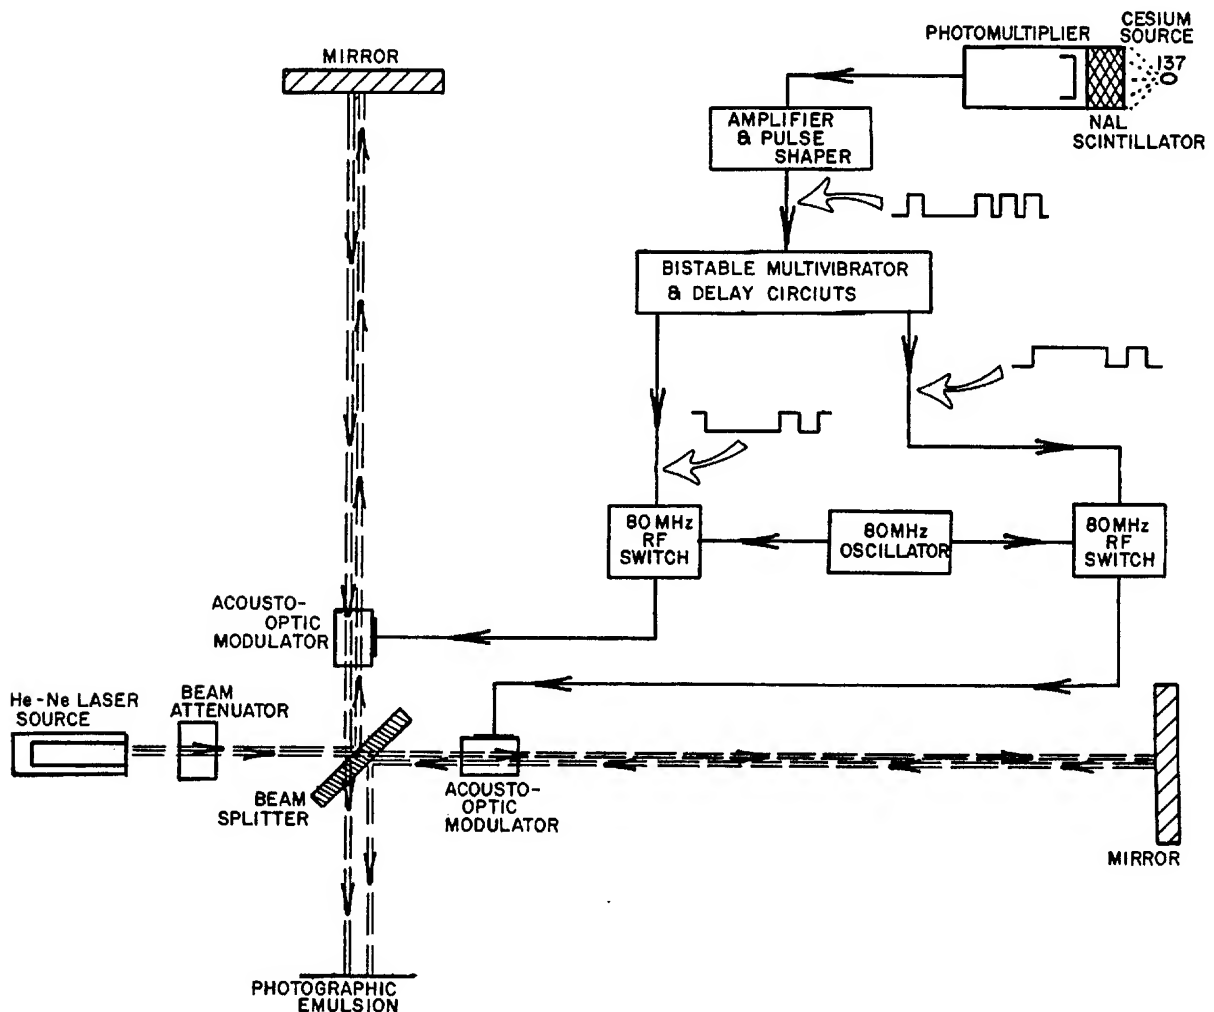 MIRROR
PHOTOMULTIPLIER
CESIUM
SOURCE
137
NAL
SCINTILLATOR
AMPLIFIER
& PULSE
SHAPER
BISTABLE MULTIVIBRATOR
& DELAY CIRCIUTS
80 MHz
RF
SWITCH
80MHz
OSCILLATOR
80MHz
RF
SWITCH
ACOUSTO-
OPTIC
MODULATOR
He-Ne LASER
SOURCE
BEAM
ATTENUATOR
BEAM
SPLITTER
ACOUSTO-
OPTIC
MODULATOR
MIRROR
PHOTOGRAPHIC
EMULSION